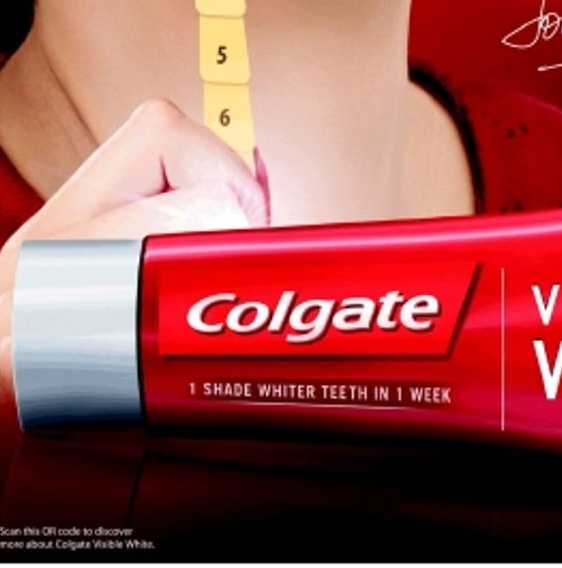 5
6
Colgate
1 SHADE WHITER TEETH IN 1 WEEK
V
W
Scan this QR code to discover
more about Colgate Visible White.